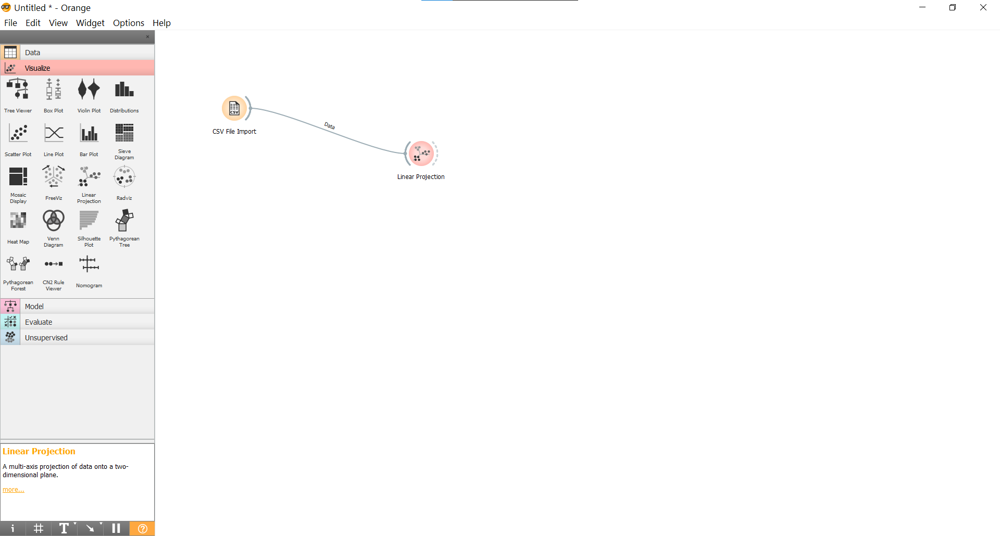 Untitled * - Orange
File Edit View Widget Options Help
Data
Visualize
Tree Viewer Box Plot Violin Plot Distributions
Scatter Plot Line Plot Bar Plot Sieve Diagram
Mosaic Display FreeViz Linear Projection Radviz
Heat Map Venn Diagram Silhouette Plot Pythagorean Tree
Pythagorean Forest CN2 Rule Viewer Nomogram
Model
Evaluate
Unsupervised
CSV
CSV File Import
Data
Linear Projection
Linear Projection
A multi-axis projection of data onto a two-
dimensional plane.
more...
i T ?